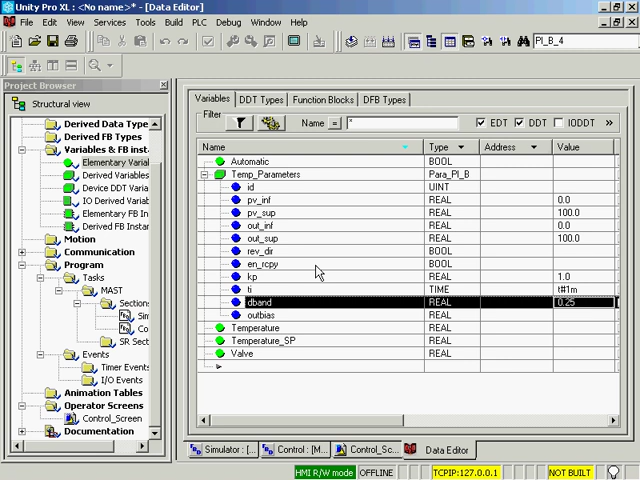 Unity Pro XL : <No name>* - [Data Editor]
File Edit View Services Tools Build PLC Debug Window Help
PI_B_4
Project Browser
Structural view
Derived Data Type
Derived FB Types
Variables & FB inst
Elementary Variab
Derived Variables
Device DDT Variab
IO Derived Variab
Elementary FB In
Derived FB Instar
Motion
Communication
Program
Tasks
MAST
Sections
Sim
Co
SR Secti
Events
Timer Events
I/O Events
Animation Tables
Operator Screens
Control_Screen
Documentation
Variables DDT Types Function Blocks DFB Types
Filter
Name = * EDT DDT IODDT »
Name Type Address Value
Automatic BOOL
Temp_Parameters Para_PI_B
id UINT
pv_inf REAL 0.0
pv_sup REAL 100.0
out_inf REAL 0.0
out_sup REAL 100.0
rev_dir BOOL
en_rcpy BOOL
kp REAL 1.0
ti TIME t#1m
dband REAL 0.25
outbias REAL
Temperature REAL
Temperature_SP REAL
Valve REAL
Simulator : [... Control : [M... Control_Sc... Data Editor
HMI R/W mode OFFLINE TCPIP:127.0.0.1 NOT BUILT